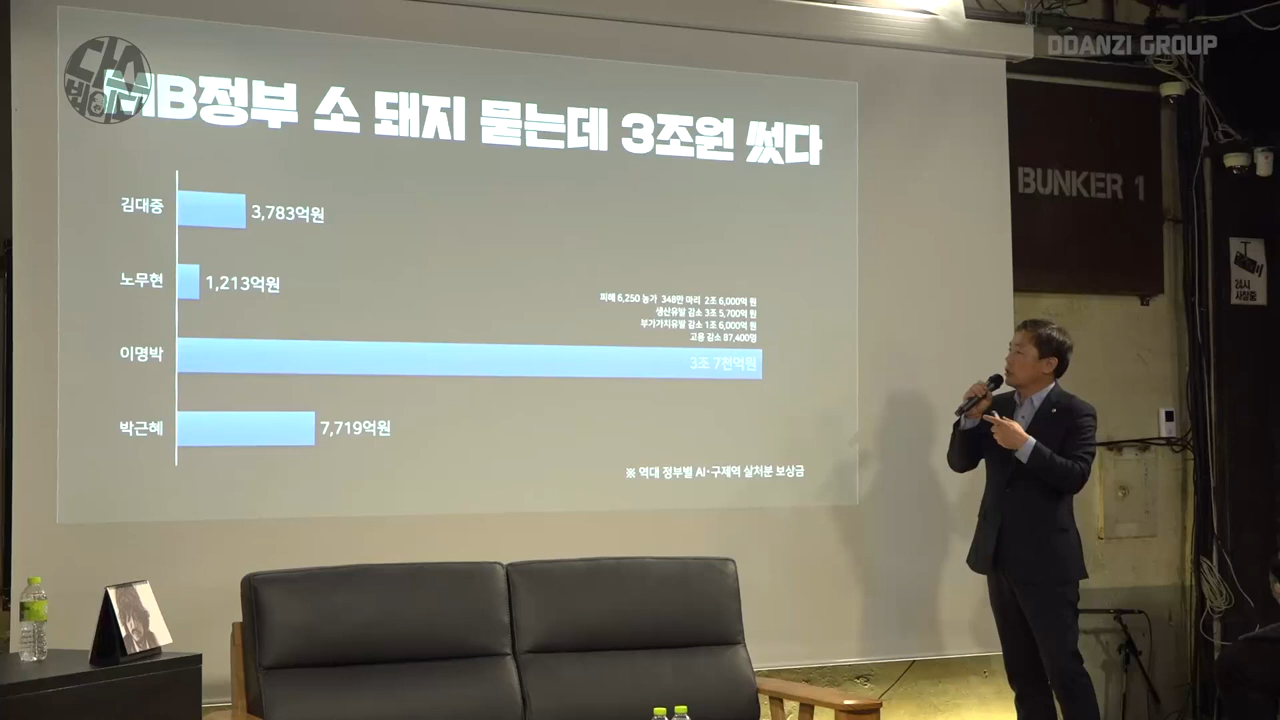 DDANZI GROUP
MB정부 소 돼지 묻는데 3조원 썼다
BUNKER 1
김대중
3,783억원
노무현
1,213억원
피해 6,250 농가 348만 마리 2조 6,000억 원
생산유발 감소 3조 5,700억 원
부가가치유발 감소 1조 6,000억 원
고용 감소 87,400명
이명박
3조 7천억원
박근혜
7,719억원
※ 역대 정부별 AI·구제역 살처분 보상금
24시